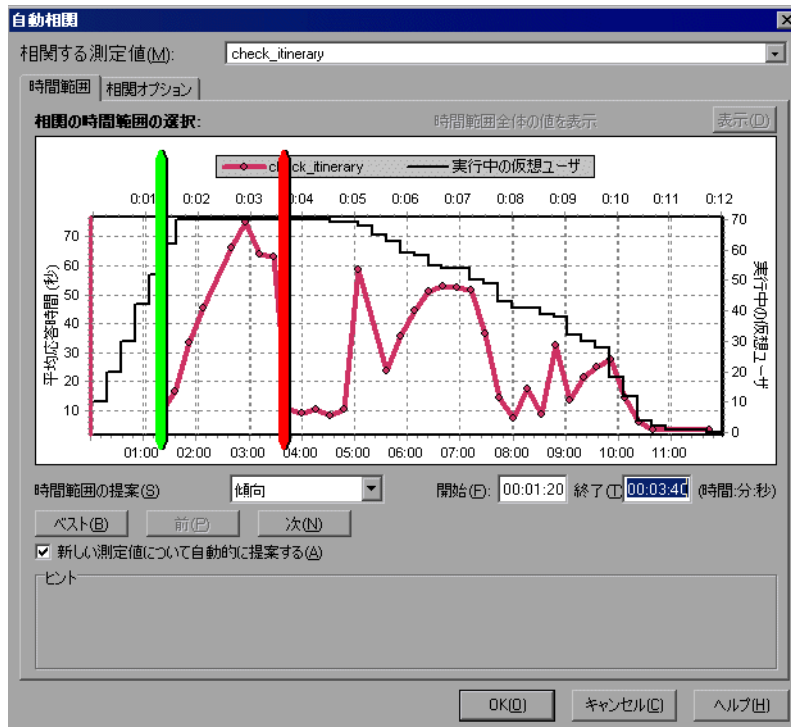 自動相関
相関する測定値(M): check_itinerary
時間範囲 相関オプション
相関の時間範囲の選択: 時間範囲全体の値を表示 表示(D)
check_itinerary 実行中の仮想ユーザ
0:01 0:02 0:03 0:04 0:05 0:06 0:07 0:08 0:09 0:10 0:11 0:12
平均応答時間(秒)
70
60
50
40
30
20
10
70
60
50
40
30
20
10
0
実行中の仮想ユーザ
01:00 02:00 03:00 04:00 05:00 06:00 07:00 08:00 09:00 10:00 11:00
時間範囲の提案(S) 傾向 開始(F): 00:01:20 終了(T) 00:03:40 (時間:分:秒)
ベスト(B) 前(P) 次(N)
新しい測定値について自動的に提案する(A)
ヒント
OK(O) キャンセル(C) ヘルプ(H)